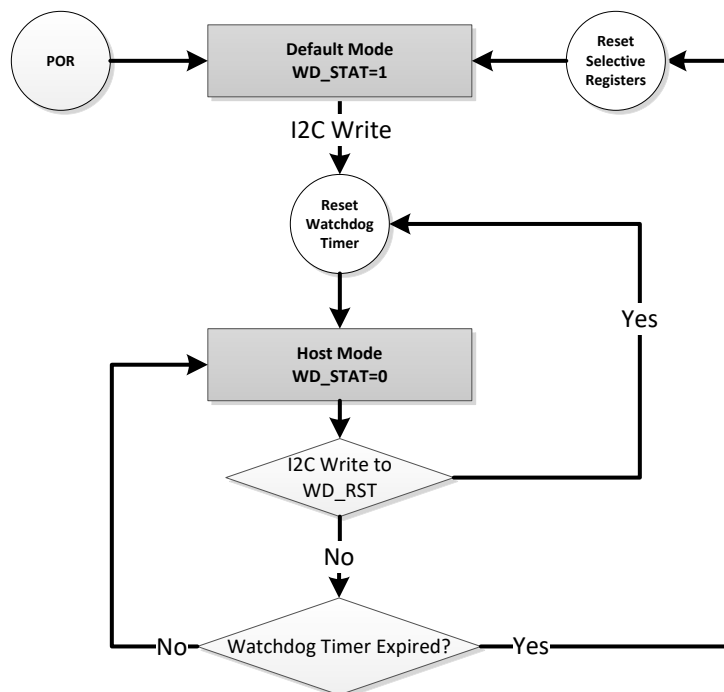 POR
Default Mode
WD_STAT=1
Reset
Selective
Registers
I2C Write
Reset
Watchdog
Timer
Yes
Host Mode
WD_STAT=0
I2C Write to
WD_RST
No
No
Watchdog Timer Expired?
Yes